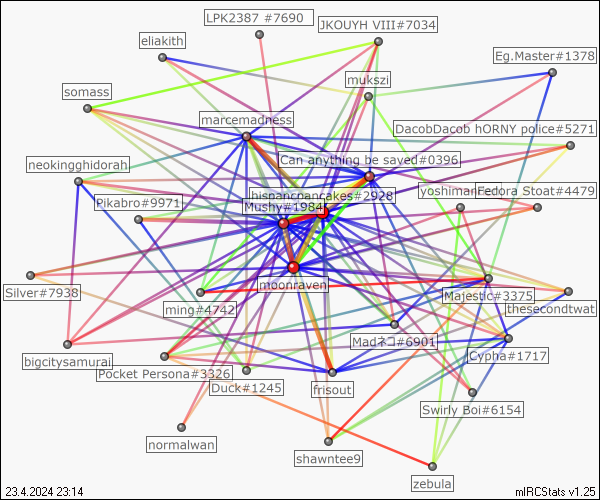 LPK2387 #7690
JKOUYH VIII#7034
eliakith
Eg.Master#1378
mukszi
somass
marcemadness
DacobDacob hORNY police#5271
Can anything be saved#0396
neokingghidorah
hispancpancakes#2928
yoshiman
Fedora Stoat#4479
Pikabro#9971
Mushy#1984
moonraven
Silver#7938
Majestic#3375
ming#4742
thesecondtwat
Madネコ#6901
Cypha#1717
bigcitysamurai
Pocket Persona#3326
Duck#1245
frisout
Swirly Boi#6154
normalwan
shawntee9
zebula
23.4.2024 23:14
mIRCStats v1.25